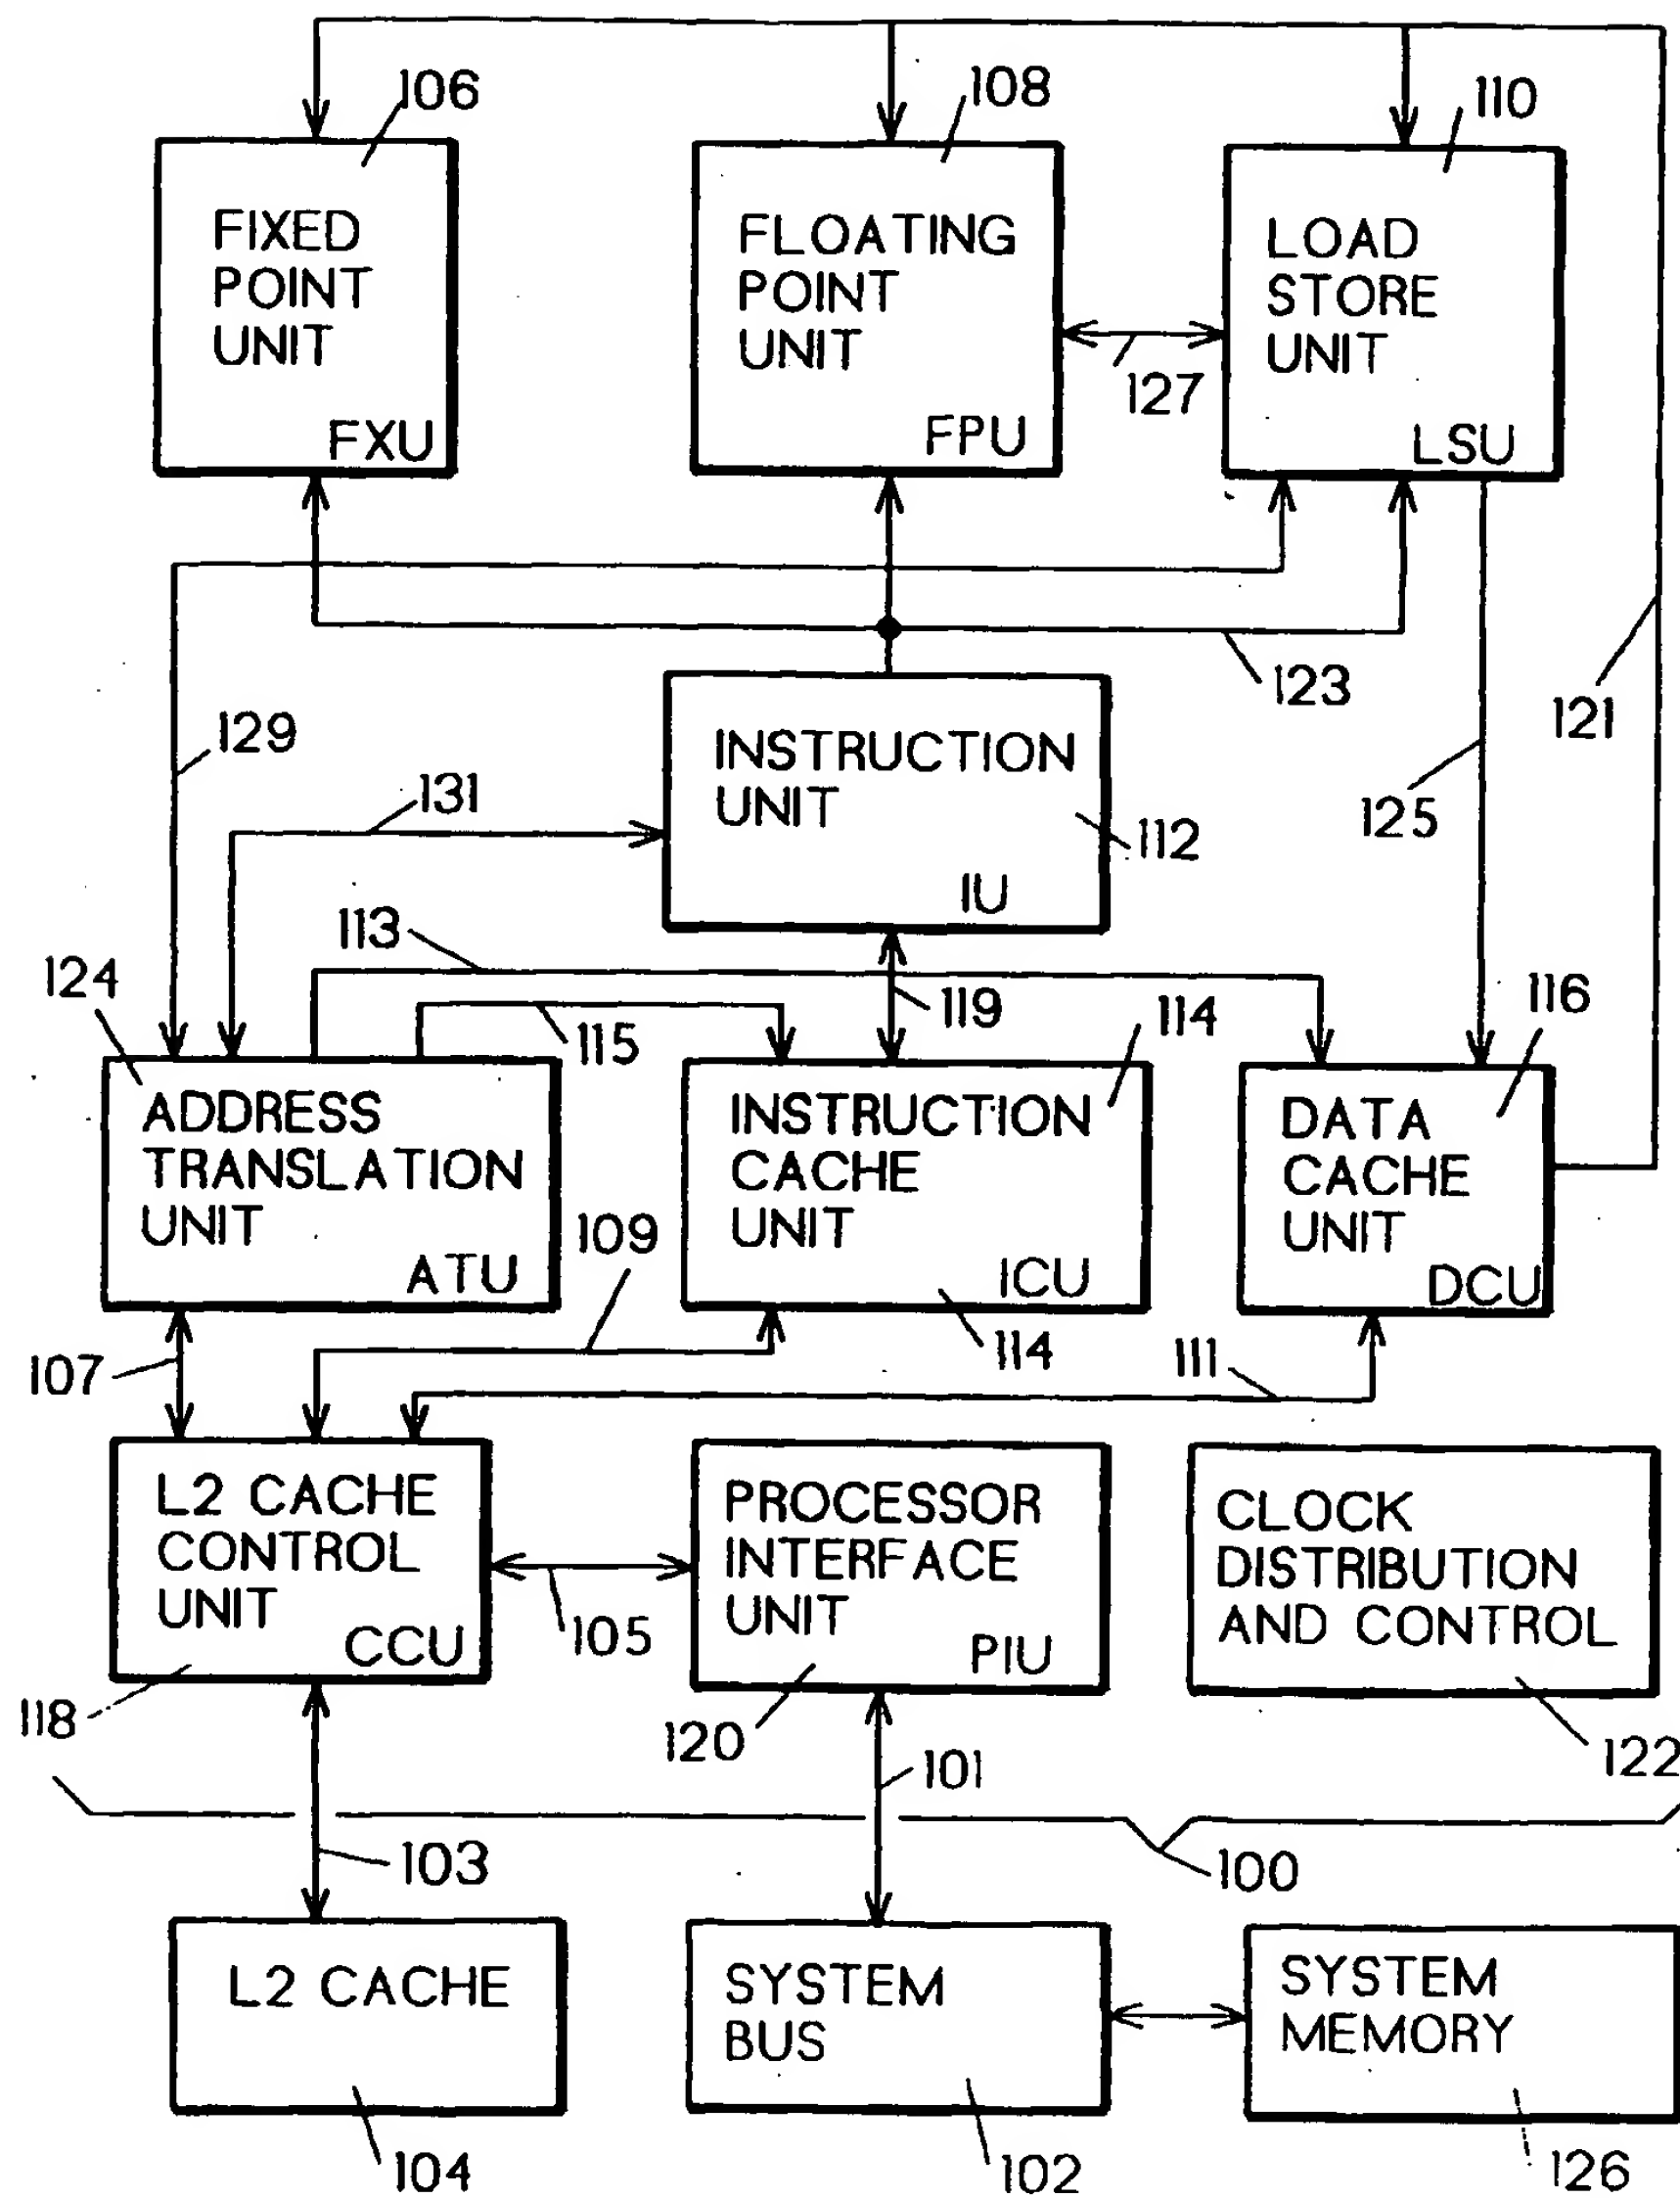 106
108
110
FIXED
POINT
UNIT
FXU
FLOATING
POINT
UNIT
FPU
127
LOAD
STORE
UNIT
LSU
123
121
129
131
125
INSTRUCTION
UNIT
IU
112
113
124
115
119
114
116
ADDRESS
TRANSLATION
UNIT
ATU
109
INSTRUCTION
CACHE
UNIT
ICU
114
DATA
CACHE
UNIT
DCU
107
111
L2 CACHE
CONTROL
UNIT
CCU
118
105
PROCESSOR
INTERFACE
UNIT
PIU
120
CLOCK
DISTRIBUTION
AND CONTROL
122
101
103
100
L2 CACHE
104
SYSTEM
BUS
102
SYSTEM
MEMORY
126